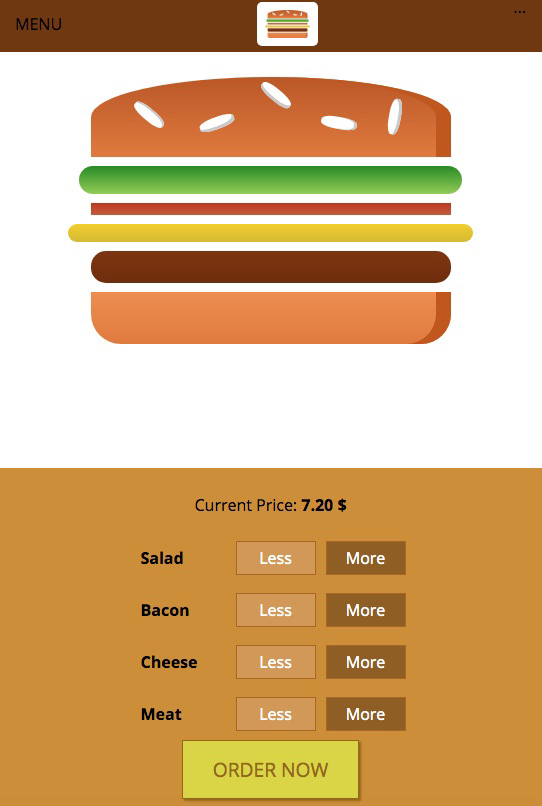 MENU ...
Current Price: 7.20 $
Salad Less More
Bacon Less More
Cheese Less More
Meat Less More
ORDER NOW